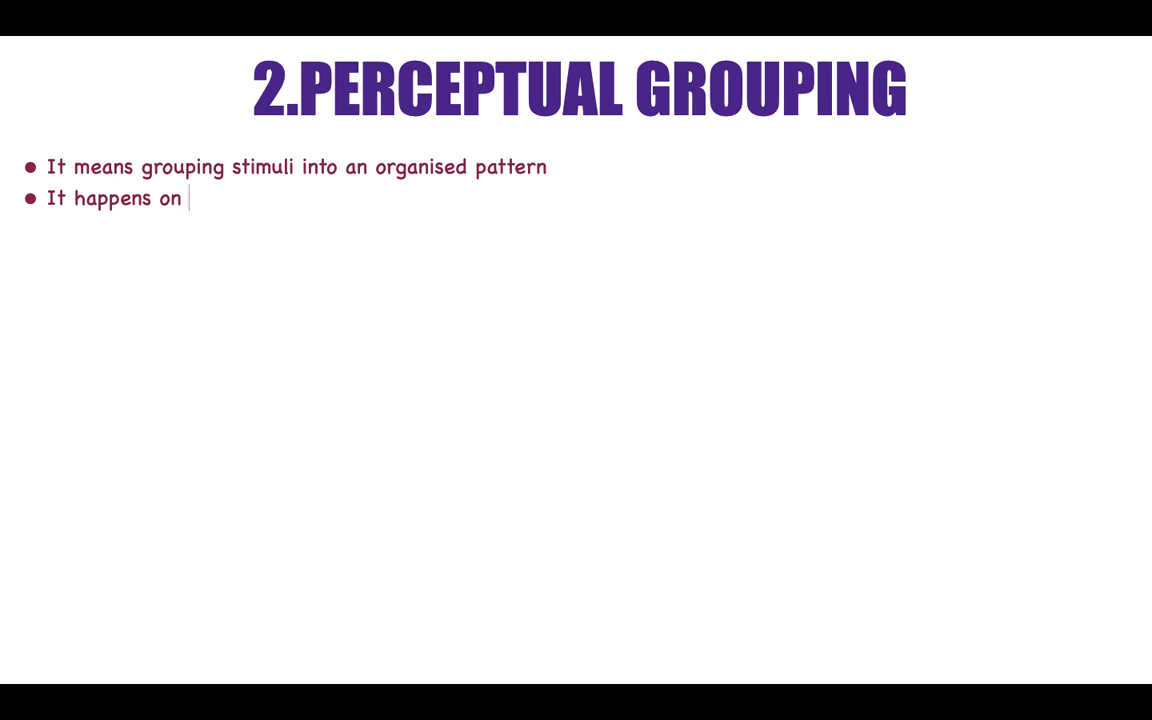 2.PERCEPTUAL GROUPING
● It means grouping stimuli into an organised pattern
● It happens on